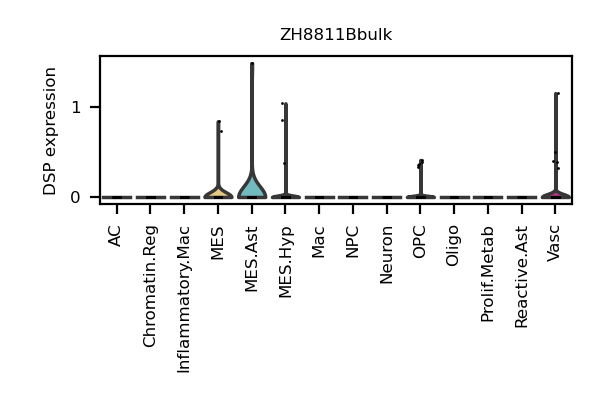 ZH8811Bbulk
DSP expression
1
0
AC
Chromatin.Reg
Inflammatory.Mac
MES
MES.Ast
MES.Hyp
Mac
NPC
Neuron
OPC
Oligo
Prolif.Metab
Reactive.Ast
Vasc